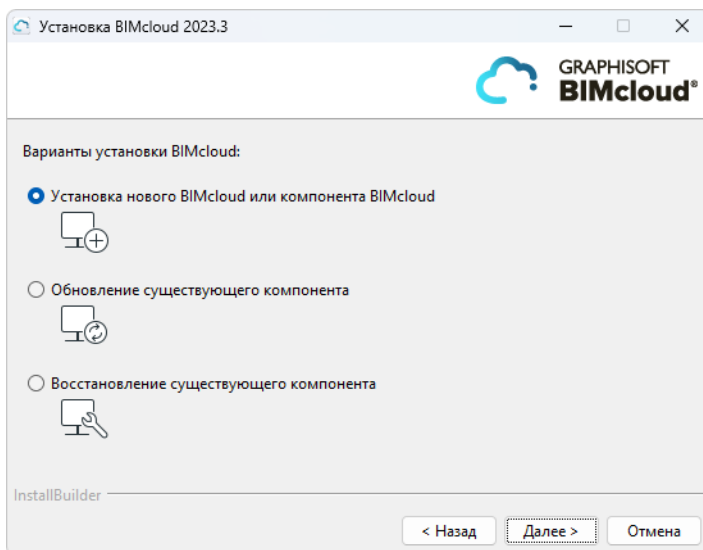 Установка BIMcloud 2023.3
GRAPHISOFT
BIMcloud®
Варианты установки BIMcloud:
Установка нового BIMcloud или компонента BIMcloud
Обновление существующего компонента
Восстановление существующего компонента
InstallBuilder
< Назад
Далее >
Отмена